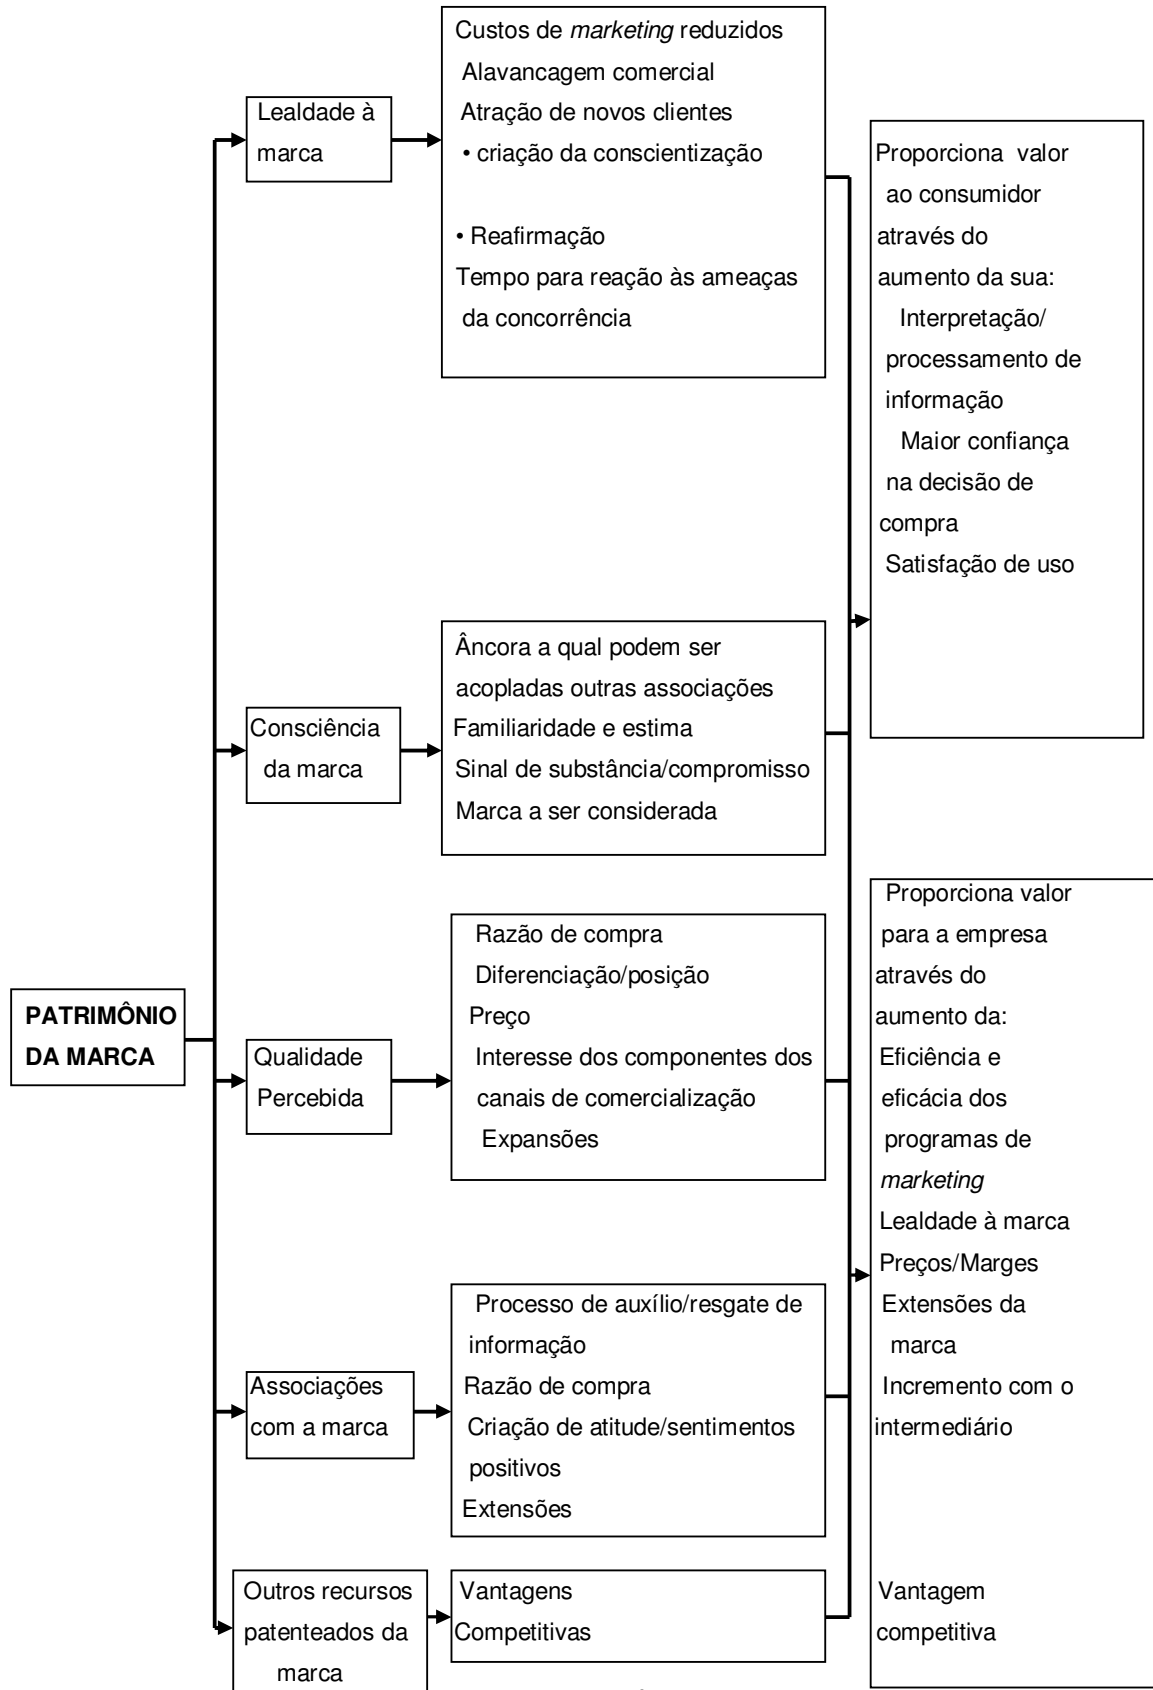 Custos de marketing reduzidos
Alavancagem comercial
Atração de novos clientes
• criação da conscientização
• Reafirmação
Tempo para reação às ameaças
da concorrência
Lealdade à
marca
Proporciona valor
ao consumidor
através do
aumento da sua:
Interpretação/
processamento de
informação
Maior confiança
na decisão de
compra
Satisfação de uso
Âncora a qual podem ser
acopladas outras associações
Familiaridade e estima
Sinal de substância/compromisso
Marca a ser considerada
Consciência
da marca
PATRIMÔNIO
DA MARCA
Qualidade
Percebida
Razão de compra
Diferenciação/posição
Preço
Interesse dos componentes dos
canais de comercialização
Expansões
Proporciona valor
para a empresa
através do
aumento da:
Eficiência e
eficácia dos
programas de
marketing
Lealdade à marca
Preços/Marges
Extensões da
marca
Incremento com o
intermediário
Vantagem
competitiva
Associações
com a marca
Processo de auxílio/resgate de
informação
Razão de compra
Criação de atitude/sentimentos
positivos
Extensões
Outros recursos
patenteados da
marca
Vantagens
Competitivas